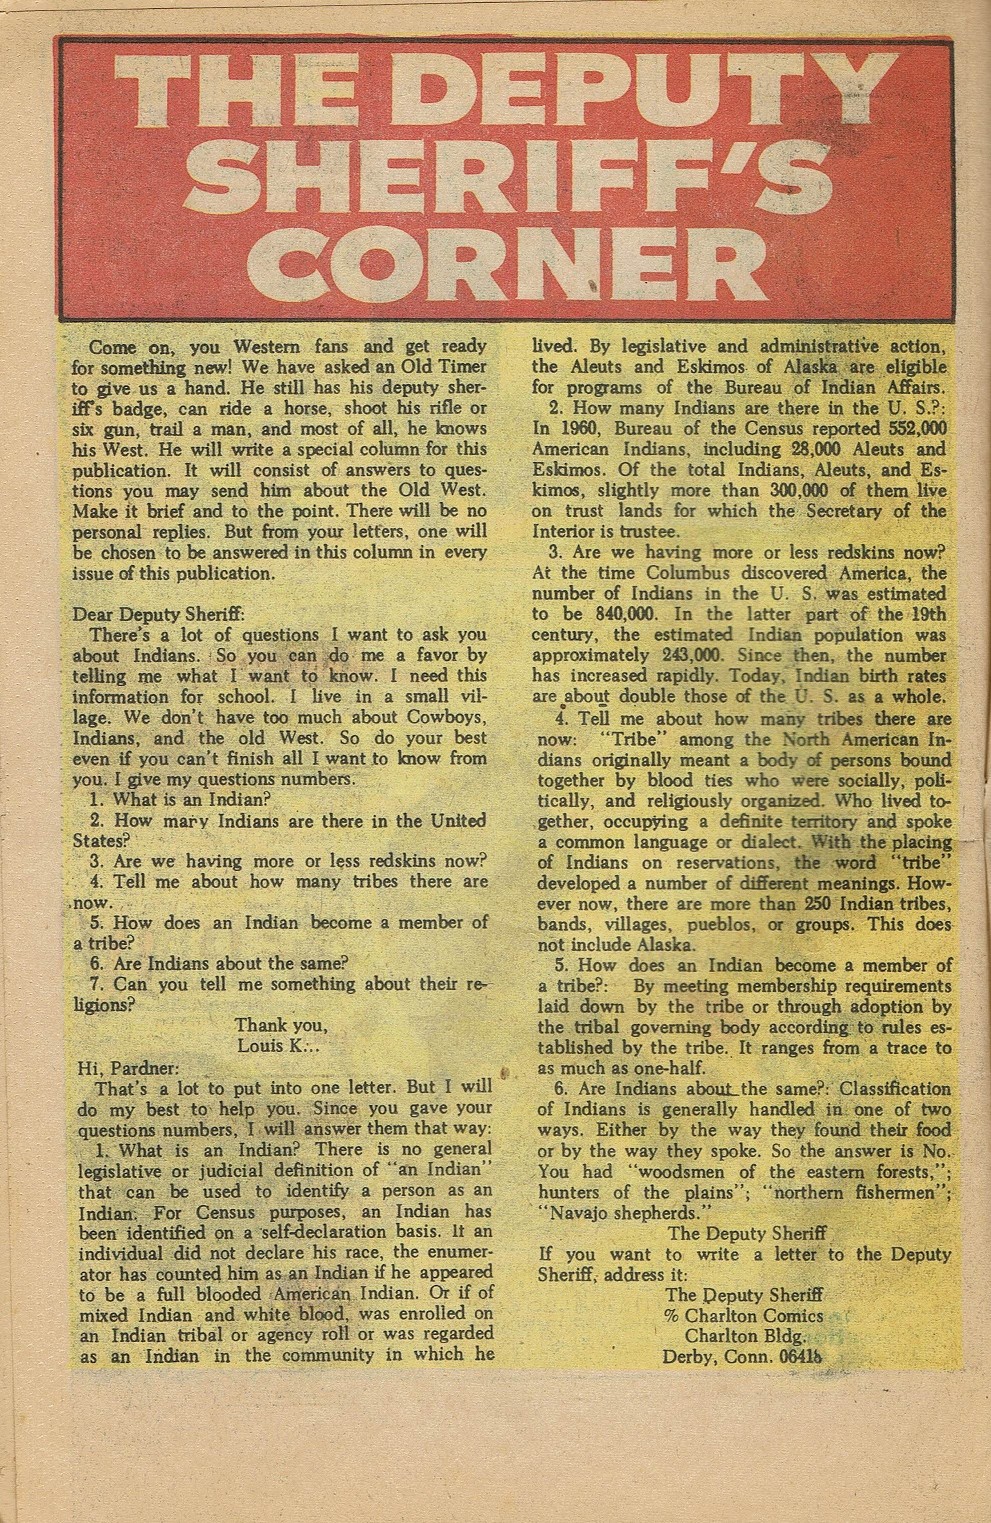 THE DEPUTY
SHERIFF'S
CORNER
Come on, you Western fans and get ready
for something new! We have asked an Old Timer
to give us a hand. He still has his deputy sher-
iff's badge, can ride a horse, shoot his rifle or
six gun, trail a man, and most of all, he knows
his West. He will write a special column for this
publication. It will consist of answers to ques-
tions you may send him about the Old West.
Make it brief and to the point. There will be no
personal replies. But from your letters, one will
be chosen to be answered in this column in every
issue of this publication.
Dear Deputy Sheriff:
There's a lot of questions I want to ask you
about Indians. So you can do me a favor by
telling me what I want to know. I need this
information for school. I live in a small vil-
lage. We don't have too much about Cowboys,
Indians, and the old West. So do your best
even if you can't finish all I want to know from
you. I give my questions numbers.
1. What is an Indian?
2. How many Indians are there in the United
States?
3. Are we having more or less redskins now?
4. Tell me about how many tribes there are
now.
5. How does an Indian become a member of
a tribe?
6. Are Indians about the same?
7. Can you tell me something about their re-
ligions?
Thank you,
Louis K...
Hi, Pardner:
That's a lot to put into one letter. But I will
do my best to help you. Since you gave your
questions numbers, I will answer them that way:
1. What is an Indian? There is no general
legislative or judicial definition of "an Indian"
that can be used to identify a person as an
Indian. For Census purposes, an Indian has
been identified on a self-declaration basis. If an
individual did not declare his race, the enumer-
ator has counted him as an Indian if he appeared
to be a full blooded American Indian. Or if of
mixed Indian and white blood, was enrolled on
an Indian tribal or agency roll or was regarded
as an Indian in the community in which he
lived. By legislative and administrative action,
the Aleuts and Eskimos of Alaska are eligible
for programs of the Bureau of Indian Affairs.
2. How many Indians are there in the U. S.?:
In 1960, Bureau of the Census reported 552,000
American Indians, including 28,000 Aleuts and
Eskimos. Of the total Indians, Aleuts, and Es-
kimos, slightly more than 300,000 of them live
on trust lands for which the Secretary of the
Interior is trustee.
3. Are we having more or less redskins now?
At the time Columbus discovered America, the
number of Indians in the U. S. was estimated
to be 840,000. In the latter part of the 19th
century, the estimated Indian population was
approximately 243,000. Since then, the number
has increased rapidly. Today, Indian birth rates
are about double those of the U. S. as a whole.
4. Tell me about how many tribes there are
now: "Tribe" among the North American In-
dians originally meant a body of persons bound
together by blood ties who were socially, poli-
tically, and religiously organized. Who lived to-
gether, occupying a definite territory and spoke
a common language or dialect. With the placing
of Indians on reservations, the word "tribe"
developed a number of different meanings. How-
ever now, there are more than 250 Indian tribes,
bands, villages, pueblos, or groups. This does
not include Alaska.
5. How does an Indian become a member of
a tribe?: By meeting membership requirements
laid down by the tribe or through adoption by
the tribal governing body according to rules es-
tablished by the tribe. It ranges from a trace to
as much as one-half.
6. Are Indians about the same?: Classification
of Indians is generally handled in one of two
ways. Either by the way they found their food
or by the way they spoke. So the answer is No.
You had "woodsmen of the eastern forests,";
hunters of the plains"; "northern fishermen";
"Navajo shepherds."
The Deputy Sheriff
If you want to write a letter to the Deputy
Sheriff, address it:
The Deputy Sheriff
% Charlton Comics
Charlton Bldg.
Derby, Conn. 06418